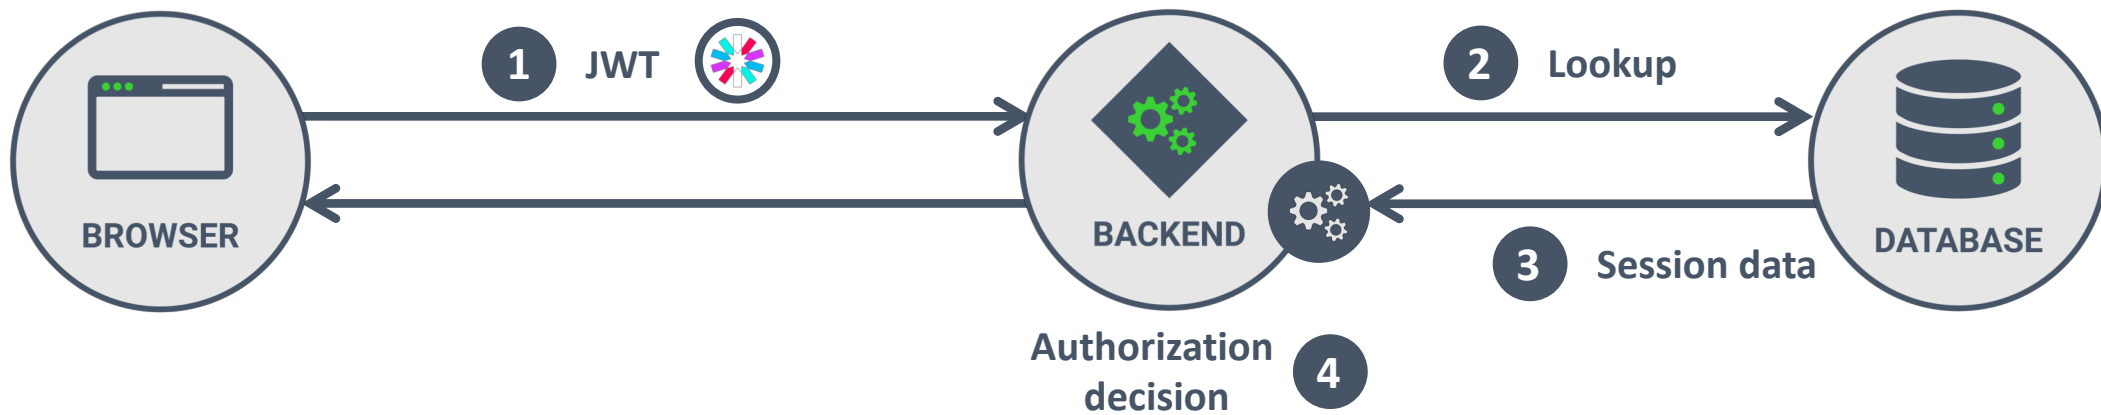 1 JWT
2 Lookup
BROWSER
BACKEND
DATABASE
3 Session data
Authorization
decision
4